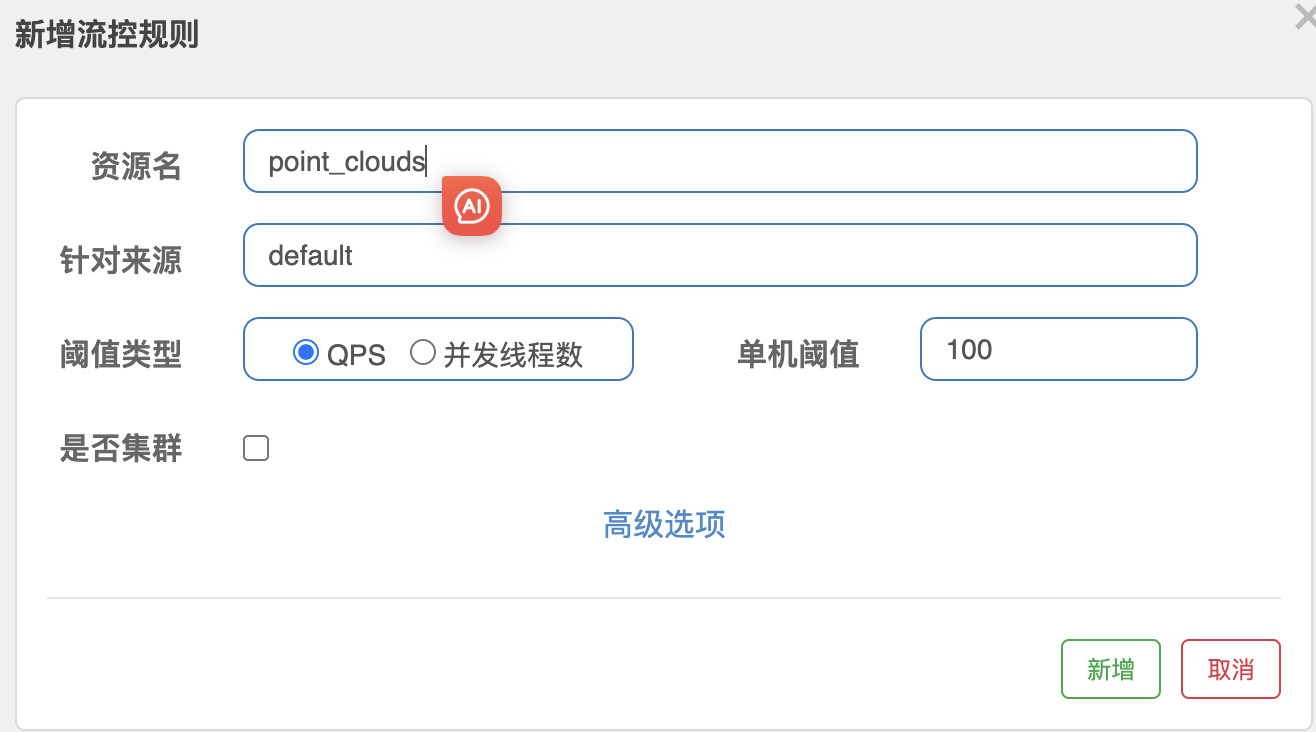 新增流控规则
资源名 point_clouds
AI
针对来源 default
阈值类型 QPS 并发线程数 单机阈值 100
是否集群
高级选项
新增 取消